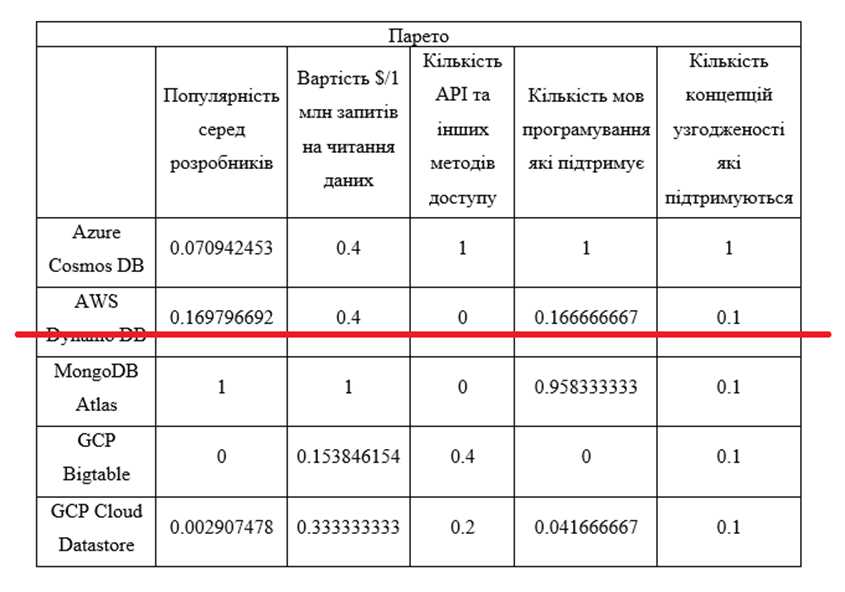 Парето
Популярність
серед
розробників
Вартість $/1
млн запитів
на читання
даних
Кількість
API та
інших
методів
доступу
Кількість мов
програмування
які підтримує
Кількість
концепцій
узгодженості
які
підтримуються
Azure
Cosmos DB
0.070942453
0.4
1
1
1
AWS
Dynamo DB
0.169796692
0.4
0
0.166666667
0.1
MongoDB
Atlas
1
1
0
0.958333333
0.1
GCP
Bigtable
0
0.153846154
0.4
0
0.1
GCP Cloud
Datastore
0.002907478
0.333333333
0.2
0.041666667
0.1